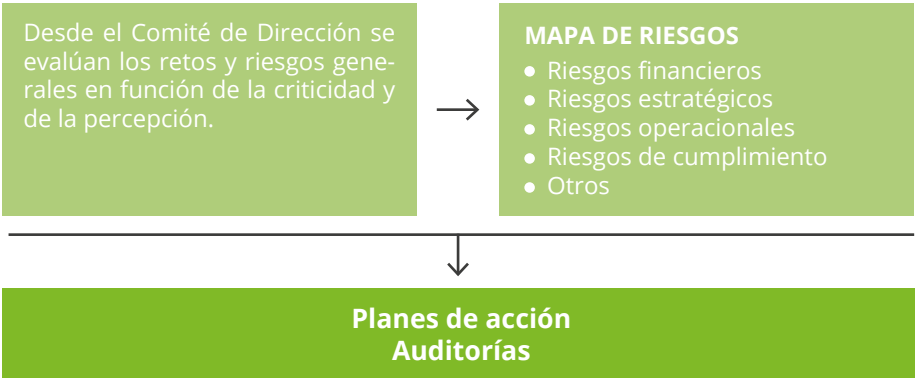 Desde el Comité de Dirección se
evalúan los retos y riesgos gene-
rales en función de la criticidad y
de la percepción.
MAPA DE RIESGOS
● Riesgos financieros
● Riesgos estratégicos
● Riesgos operacionales
● Riesgos de cumplimiento
● Otros
Planes de acción
Auditorías